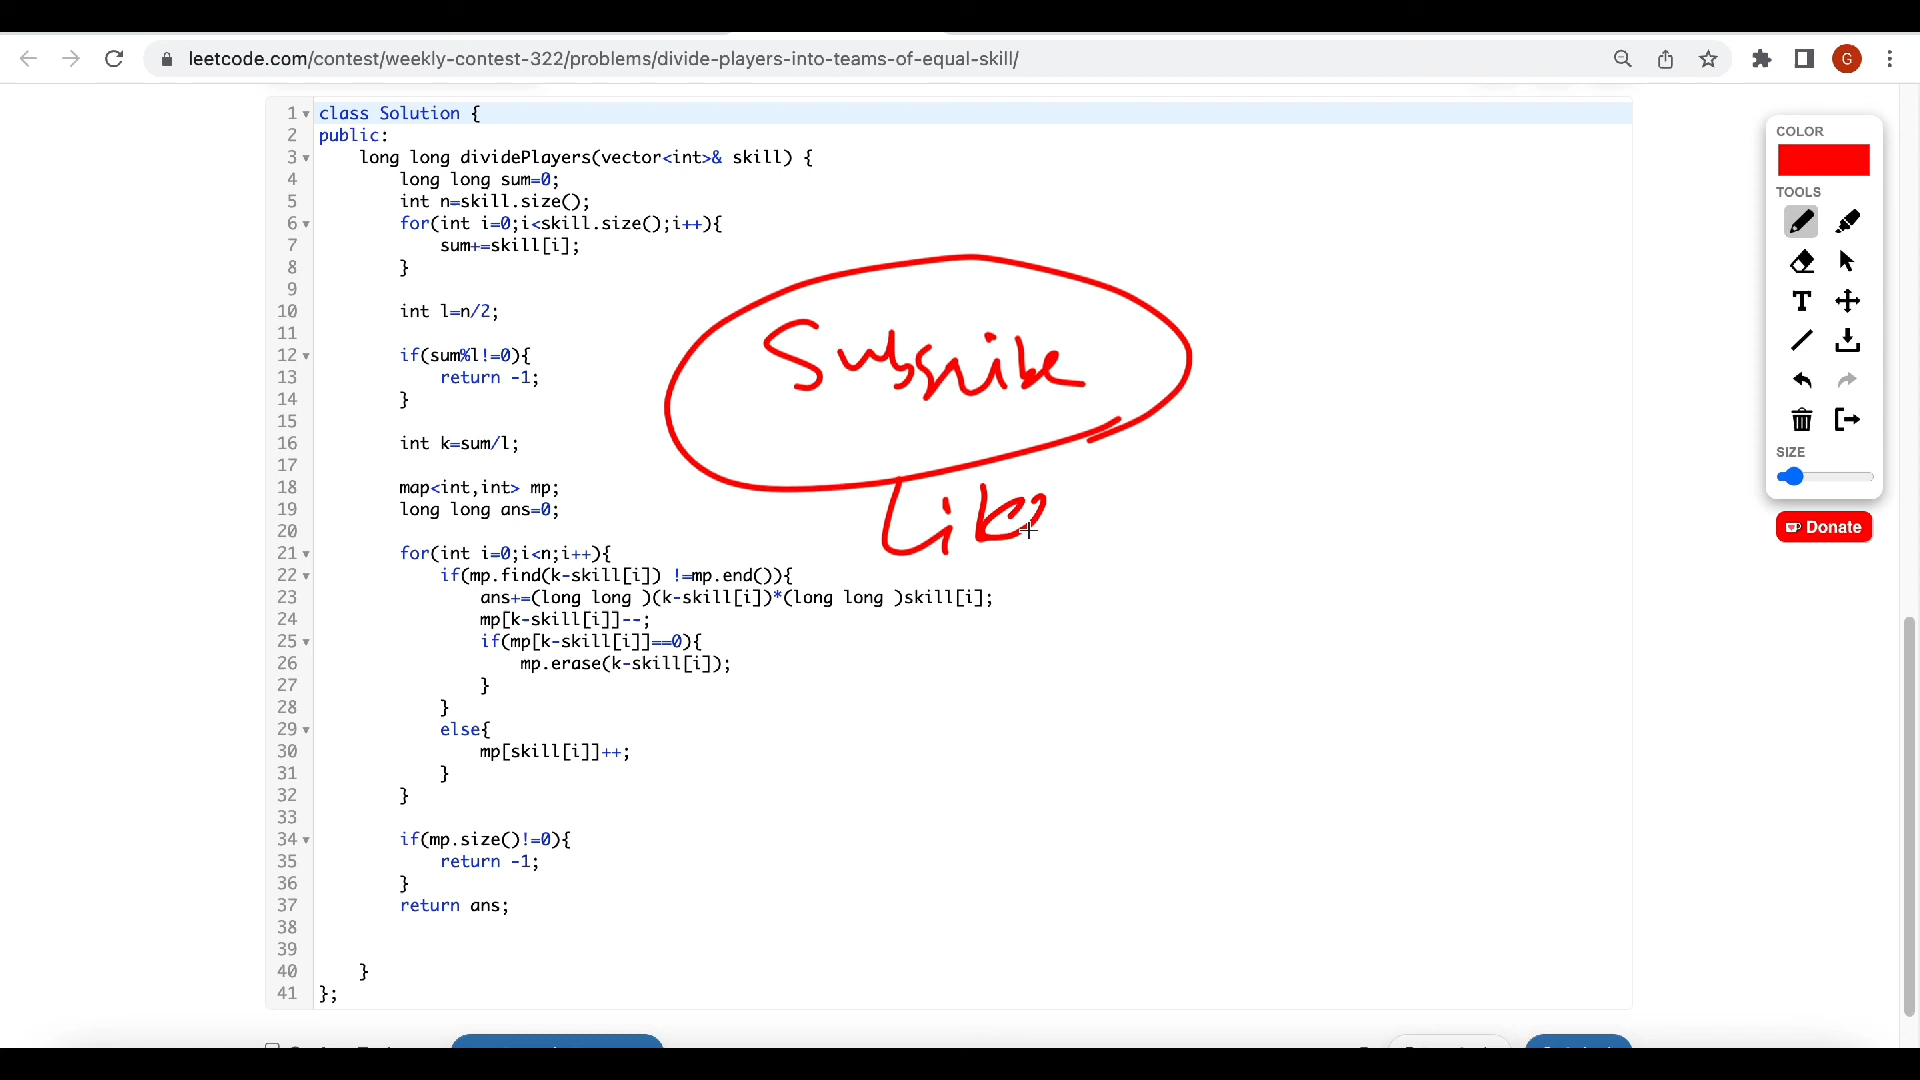 leetcode.com/contest/weekly-contest-322/problems/divide-players-into-teams-of-equal-skill/
G
1 class Solution {
2 public:
3 long long dividePlayers(vector<int>& skill) {
4 long long sum=0;
5 int n=skill.size();
6 for(int i=0;i<skill.size();i++){
7 sum+=skill[i];
8 }
9
10 int l=n/2;
11
12 if(sum%l!=0){
13 return -1;
14 }
15
16 int k=sum/l;
17
18 map<int,int> mp;
19 long long ans=0;
20
21 for(int i=0;i<n;i++){
22 if(mp.find(k-skill[i]) !=mp.end()){
23 ans+=(long long )(k-skill[i])*(long long )skill[i];
24 mp[k-skill[i]]--;
25 if(mp[k-skill[i]]==0){
26 mp.erase(k-skill[i]);
27 }
28 }
29 else{
30 mp[skill[i]]++;
31 }
32 }
33
34 if(mp.size()!=0){
35 return -1;
36 }
37 return ans;
38
39
40 }
41 };
Subsribe
Like
COLOR
TOOLS
T
SIZE
Donate